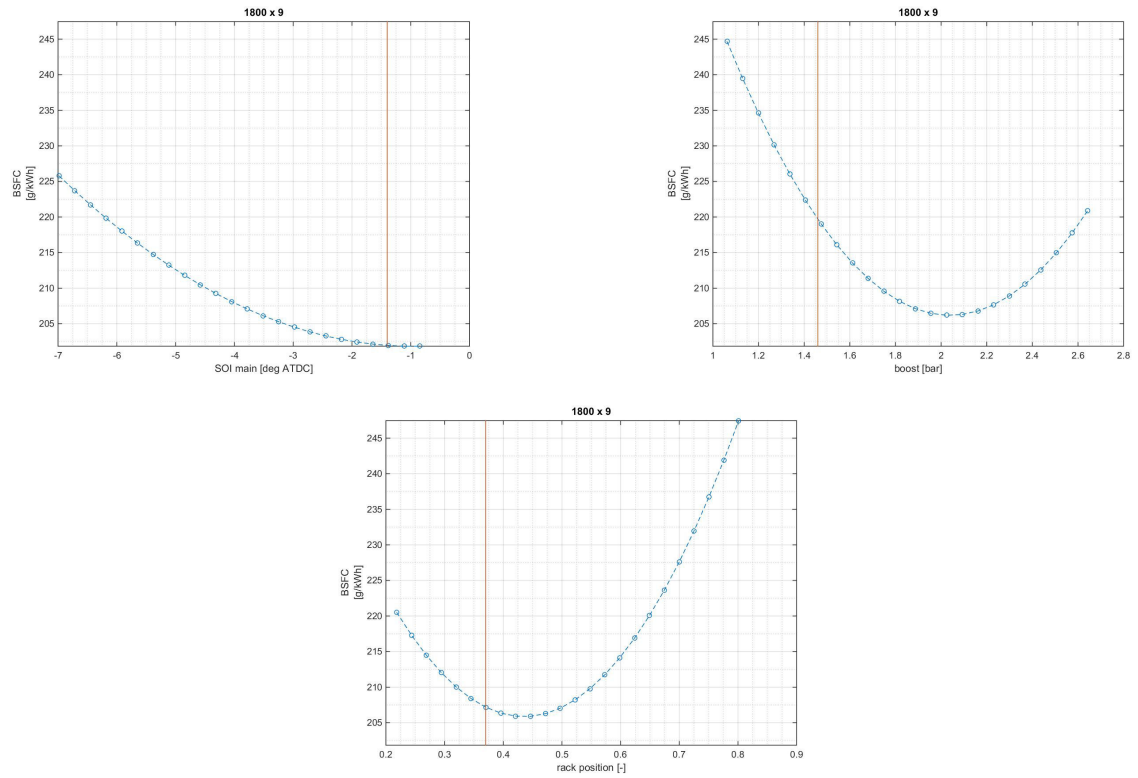 1800 x 9
245
240
235
230
225
220
215
210
205
BSFC
[g/kWh]
-7 -6 -5 -4 -3 -2 -1 0
SOI main [deg ATDC]
1800 x 9
245
240
235
230
225
220
215
210
205
BSFC
[g/kWh]
1 1.2 1.4 1.6 1.8 2 2.2 2.4 2.6 2.8
boost [bar]
1800 x 9
245
240
235
230
225
220
215
210
205
BSFC
[g/kWh]
0.2 0.3 0.4 0.5 0.6 0.7 0.8 0.9
rack position [-]